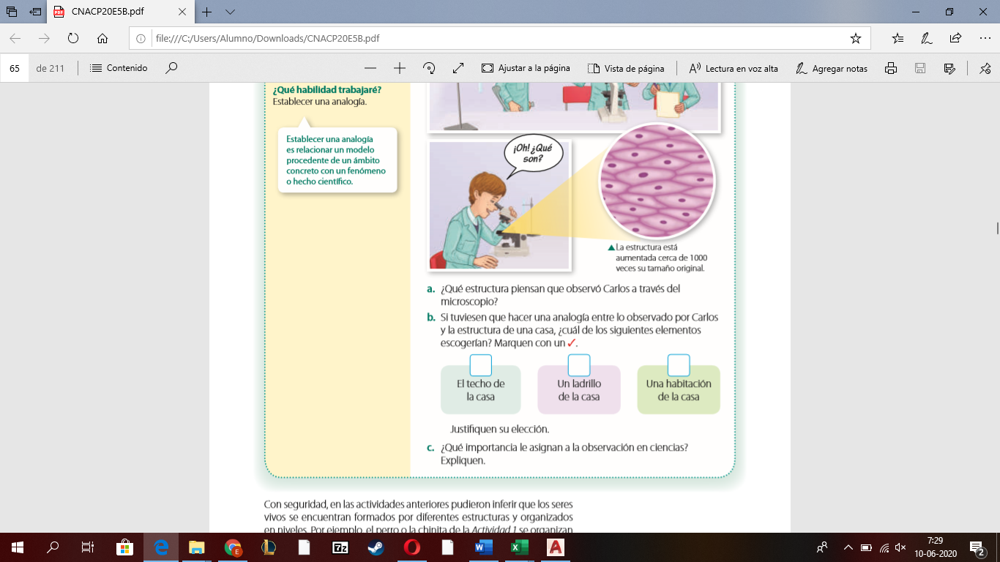 CNACP20E5B.pdf
PDF
file:///C:/Users/Alumno/Downloads/CNACP20E5B.pdf
65 de 211 Contenido Ajustar a la página Vista de página Lectura en voz alta Agregar notas
¿Qué habilidad trabajaré?
Establecer una analogía.
Establecer una analogía
es relacionar un modelo
procedente de un ámbito
concreto con un fenómeno
o hecho científico.
¡Oh! ¿Qué
son?
La estructura está
aumentada cerca de 1000
veces su tamaño original.
a. ¿Qué estructura piensan que observó Carlos a través del
microscopio?
b. Si tuviesen que hacer una analogía entre lo observado por Carlos
y la estructura de una casa, ¿cuál de los siguientes elementos
escogerían? Marquen con un ✓.
El techo de
la casa
Un ladrillo
de la casa
Una habitación
de la casa
Justifiquen su elección.
c. ¿Qué importancia le asignan a la observación en ciencias?
Expliquen.
Con seguridad, en las actividades anteriores pudieron inferir que los seres
vivos se encuentran formados por diferentes estructuras y organizados
en niveles. Por ejemplo, el perro o la chinita de la Actividad 1 se organizan
E
7z
W
X
A
7:29
10-06-2020
2